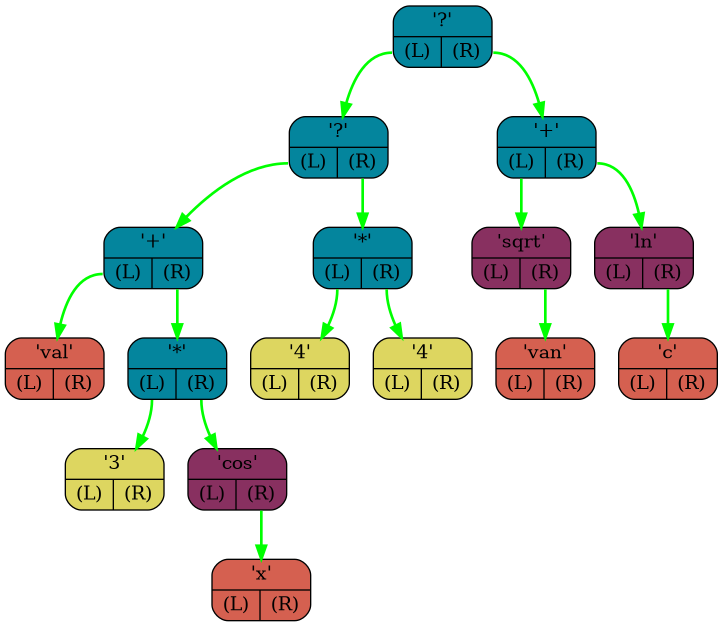 '?'
(L) (R)
'?'
(L) (R)
'+'
(L) (R)
'+'
(L) (R)
'*'
(L) (R)
'sqrt'
(L) (R)
'ln'
(L) (R)
'val'
(L) (R)
'*'
(L) (R)
'4'
(L) (R)
'4'
(L) (R)
'van'
(L) (R)
'c'
(L) (R)
'3'
(L) (R)
'cos'
(L) (R)
'x'
(L) (R)